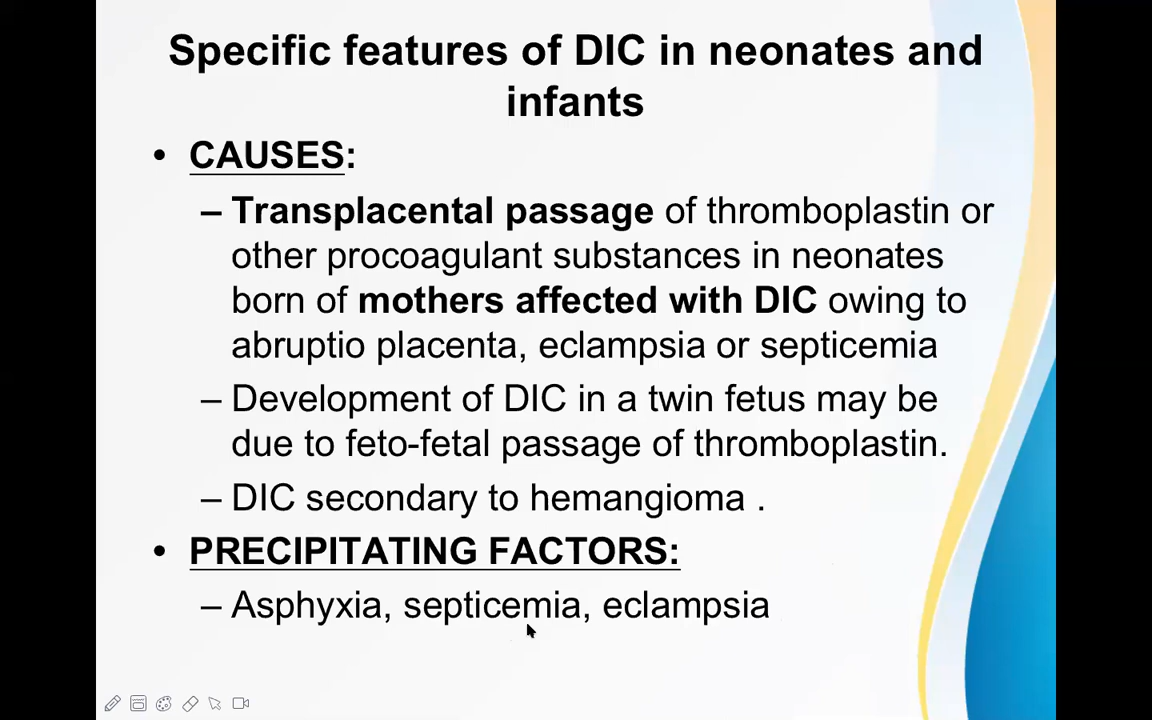 Specific features of DIC in neonates and
infants
• CAUSES:
– Transplacental passage of thromboplastin or
other procoagulant substances in neonates
born of mothers affected with DIC owing to
abruptio placenta, eclampsia or septicemia
– Development of DIC in a twin fetus may be
due to feto-fetal passage of thromboplastin.
– DIC secondary to hemangioma .
• PRECIPITATING FACTORS:
– Asphyxia, septicemia, eclampsia